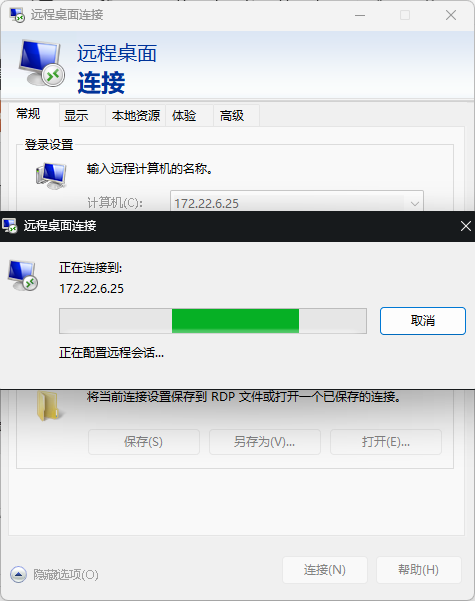 远程桌面连接
远程桌面
连接
常规 显示 本地资源 体验 高级
登录设置
输入远程计算机的名称。
计算机(C): 172.22.6.25
远程桌面连接
正在连接到:
172.22.6.25
取消
正在配置远程会话...
将当前连接设置保存到 RDP 文件或打开一个已保存的连接。
保存(S) 另存为(V)... 打开(E)...
隐藏选项(O) 连接(N) 帮助(H)